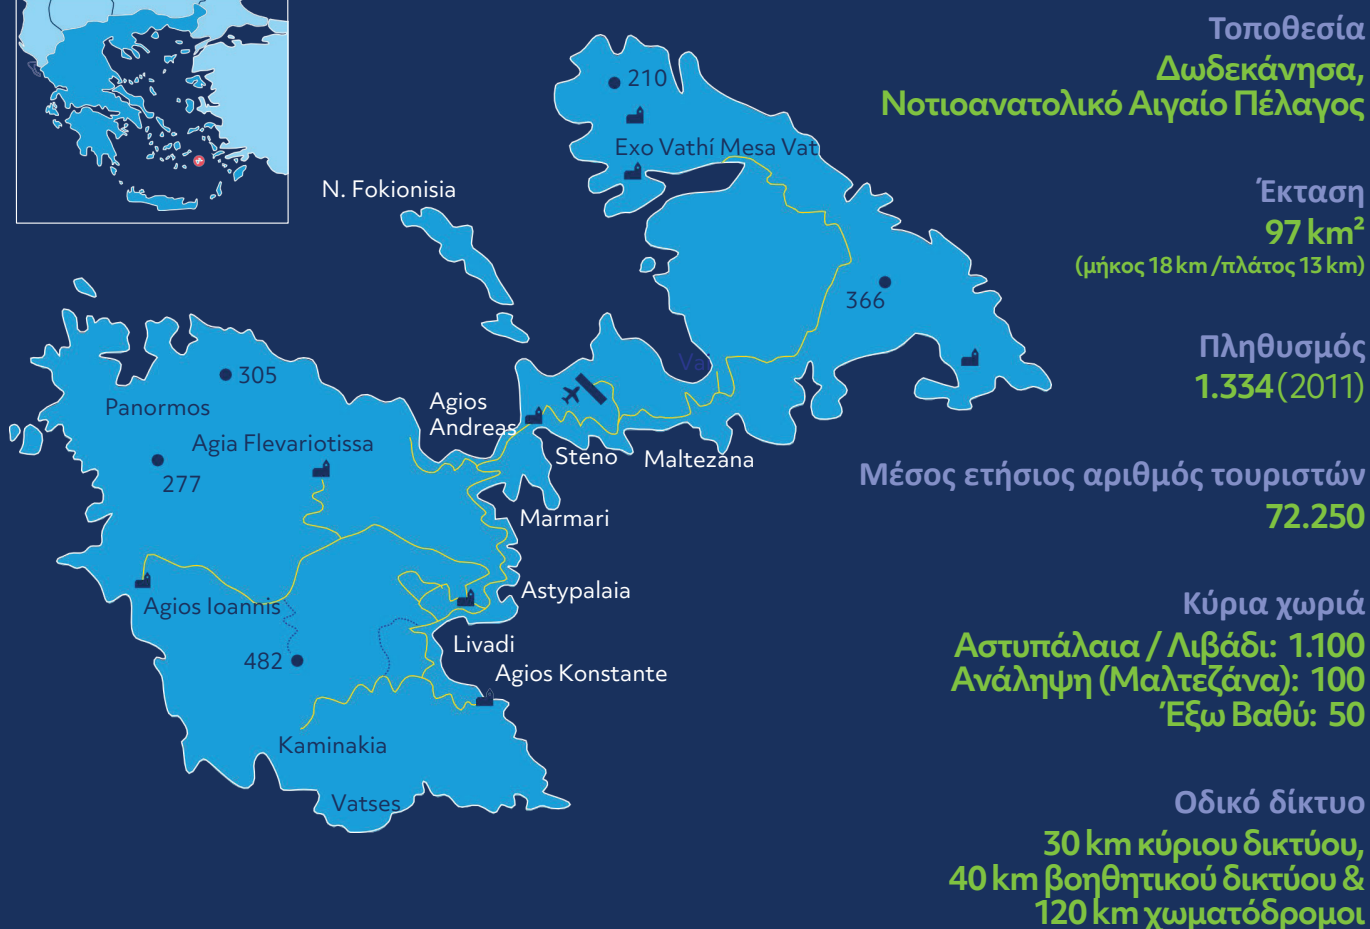 210
Exo Vathí Mesa Vat
N. Fokionisia
366
Vai
305
Panormos
Agios
Andreas
Agia Flevariotissa
277
Steno
Maltezana
Marmari
Agios Ioannis
Astypalaia
482
Livadi
Agios Konstante
Kaminakia
Vatses
Τοποθεσία
Δωδεκάνησα,
Νοτιοανατολικό Αιγαίο Πέλαγος
Έκταση
97 km²
(μήκος 18 km /πλάτος 13 km)
Πληθυσμός
1.334 (2011)
Μέσος ετήσιος αριθμός τουριστών
72.250
Κύρια χωριά
Αστυπάλαια / Λιβάδι: 1.100
Ανάληψη (Μαλτεζάνα): 100
Έξω Βαθύ: 50
Οδικό δίκτυο
30 km κύριου δικτύου,
40 km βοηθητικού δικτύου &
120 km χωματόδρομοι